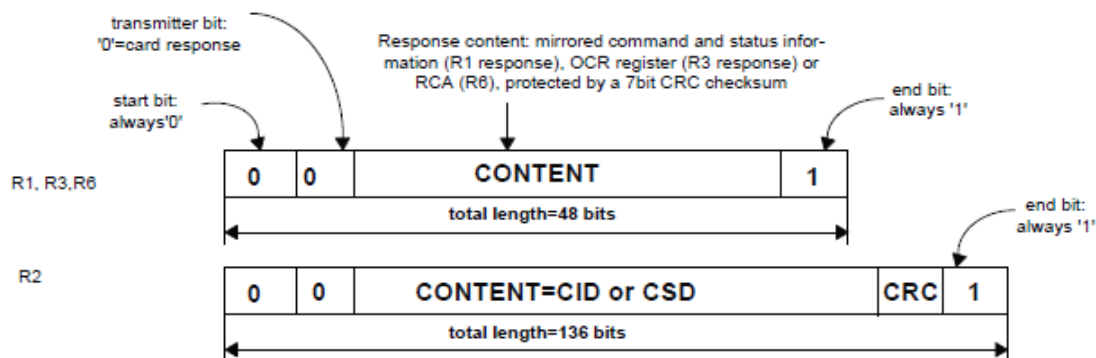 transmitter bit:
'0'=card response
Response content: mirrored command and status infor-
mation (R1 response), OCR register (R3 response) or
RCA (R6), protected by a 7bit CRC checksum
start bit:
always'0'
end bit:
always '1'
R1, R3,R6
0 0 CONTENT 1
total length=48 bits
end bit:
always '1'
R2
0 0 CONTENT=CID or CSD CRC 1
total length=136 bits